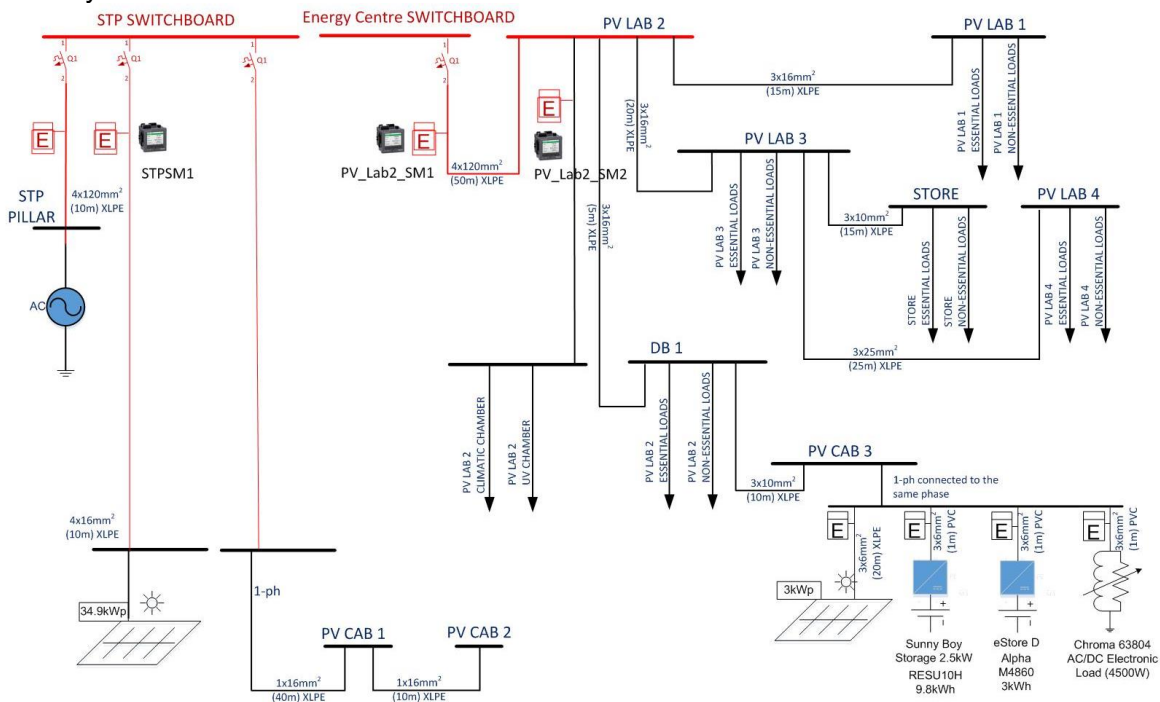 STP SWITCHBOARD
Energy Centre SWITCHBOARD
PV LAB 2
PV LAB 1
1
Q1
2
1
Q1
2
1
Q1
2
1
Q1
2
E
E
E
E
STPSM1
PV_Lab2_SM1
PV_Lab2_SM2
4x120mm²
(10m) XLPE
4x120mm²
(50m) XLPE
3x16mm²
(20m) XLPE
3x16mm²
(15m) XLPE
3x16mm²
(5m) XLPE
PV LAB 1
ESSENTIAL LOADS
PV LAB 1
NON-ESSENTIAL LOADS
STP
PILLAR
AC
PV LAB 3
STORE
PV LAB 4
3x10mm²
(15m) XLPE
PV LAB 3
ESSENTIAL LOADS
PV LAB 3
NON-ESSENTIAL LOADS
STORE
ESSENTIAL LOADS
STORE
NON-ESSENTIAL LOADS
PV LAB 4
ESSENTIAL LOADS
PV LAB 4
NON-ESSENTIAL LOADS
3x25mm²
(25m) XLPE
DB 1
PV LAB 2
CLIMATIC CHAMBER
PV LAB 2
UV CHAMBER
PV LAB 2
ESSENTIAL LOADS
PV LAB 2
NON-ESSENTIAL LOADS
PV CAB 3
3x10mm²
(10m) XLPE
1-ph connected to the
same phase
E
E
E
E
3x6mm²
(20m) XLPE
3x6mm²
(1m) PVC
3x6mm²
(1m) PVC
3x6mm²
(1m) PVC
4x16mm²
(10m) XLPE
34.9kWp
1-ph
PV CAB 1
PV CAB 2
1x16mm²
(40m) XLPE
1x16mm²
(10m) XLPE
3kWp
+
-
+
-
Sunny Boy
Storage 2.5kW
RESU10H
9.8kWh
eStore D
Alpha
M4860
3kWh
Chroma 63804
AC/DC Electronic
Load (4500W)